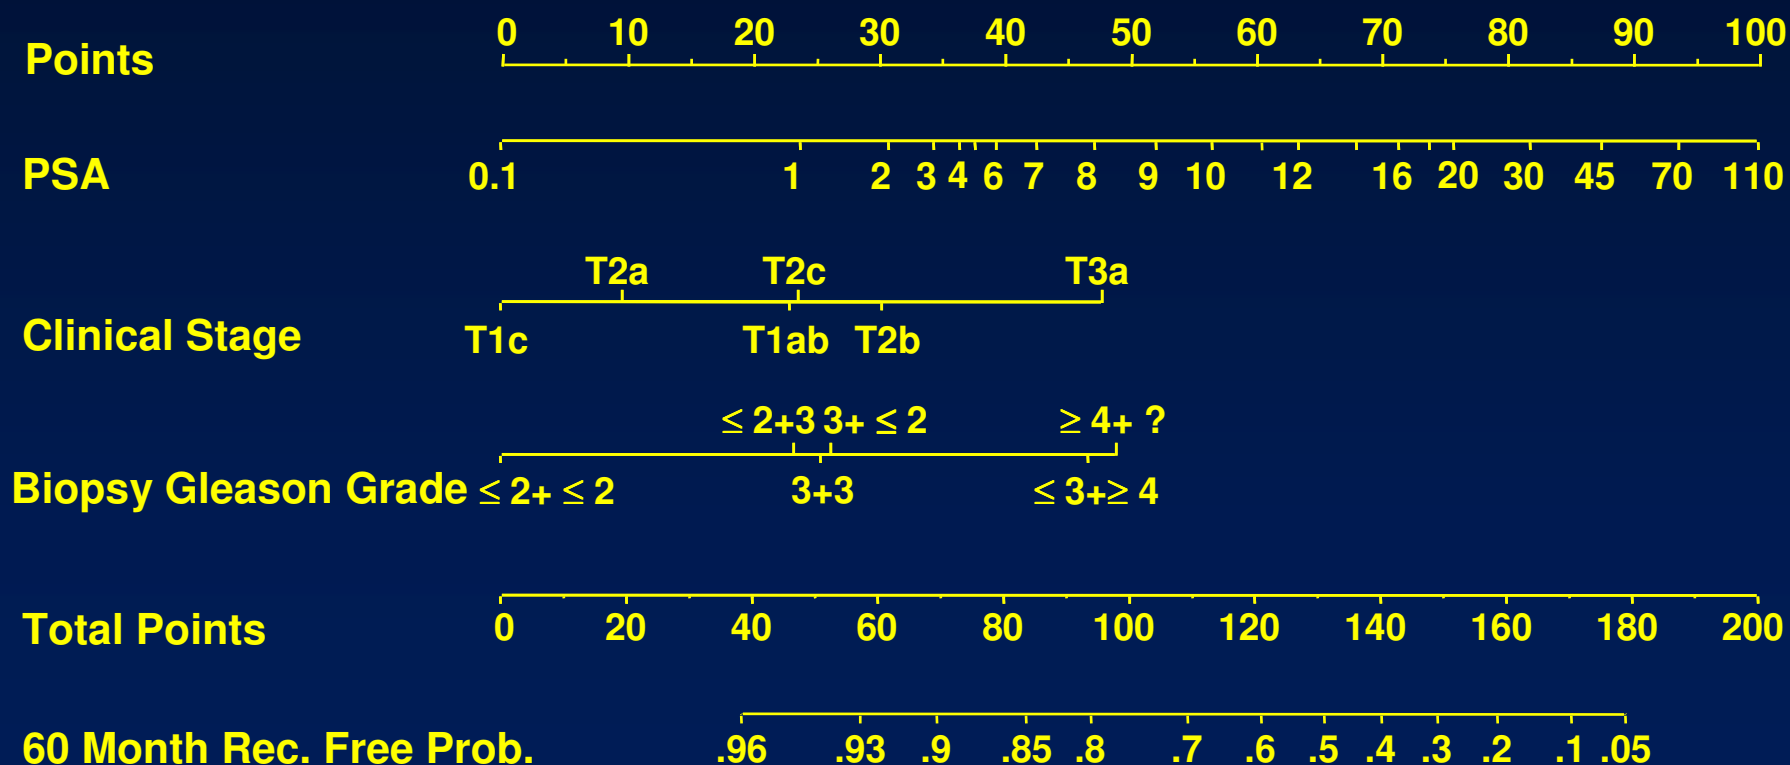 Points 0 10 20 30 40 50 60 70 80 90 100
PSA 0.1 1 2 3 4 6 7 8 9 10 12 16 20 30 45 70 110
T2a T2c T3a
Clinical Stage T1c T1ab T2b
≤ 2+3 3+ ≤ 2 ≥ 4+ ?
Biopsy Gleason Grade ≤ 2+ ≤ 2 3+3 ≤ 3+≥ 4
Total Points 0 20 40 60 80 100 120 140 160 180 200
60 Month Rec. Free Prob. .96 .93 .9 .85 .8 .7 .6 .5 .4 .3 .2 .1 .05